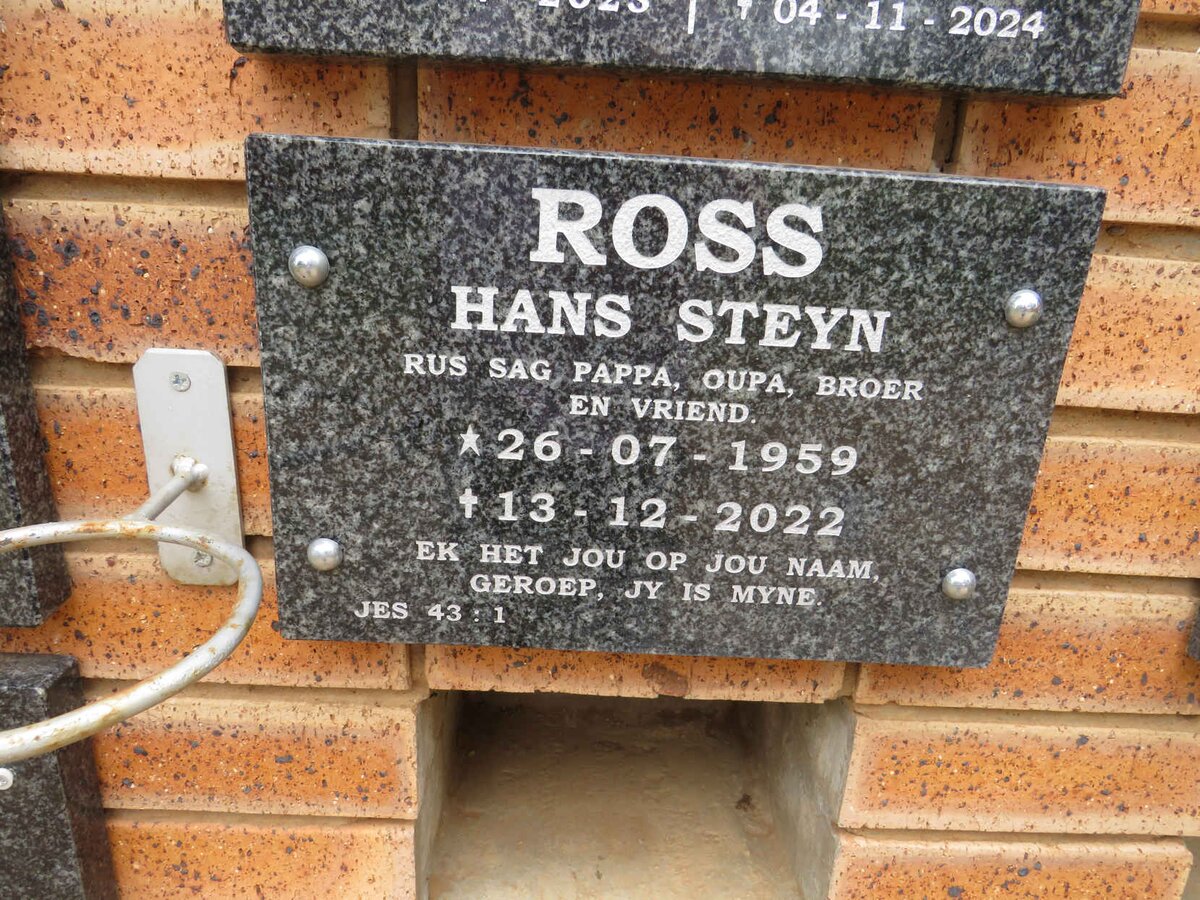 2023 | † 04 - 11 - 2024
ROSS
HANS STEYN
RUS SAG PAPPA, OUPA, BROER
EN VRIEND.
★ 26 - 07 - 1959
✝ 13 - 12 - 2022
EK HET JOU OP JOU NAAM,
GEROEP, JY IS MYNE.
JES 43 : 1